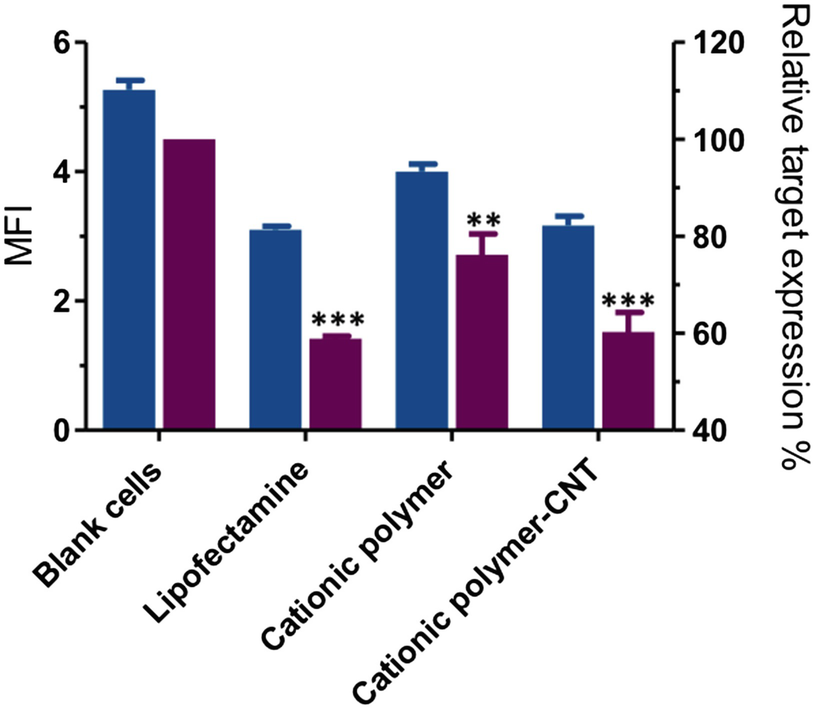 6
4
2
0
MFI
120
100
80
60
40
Relative target expression %
***
**
***
Blank cells
Lipofectamine
Cationic polymer
Cationic polymer-CNT